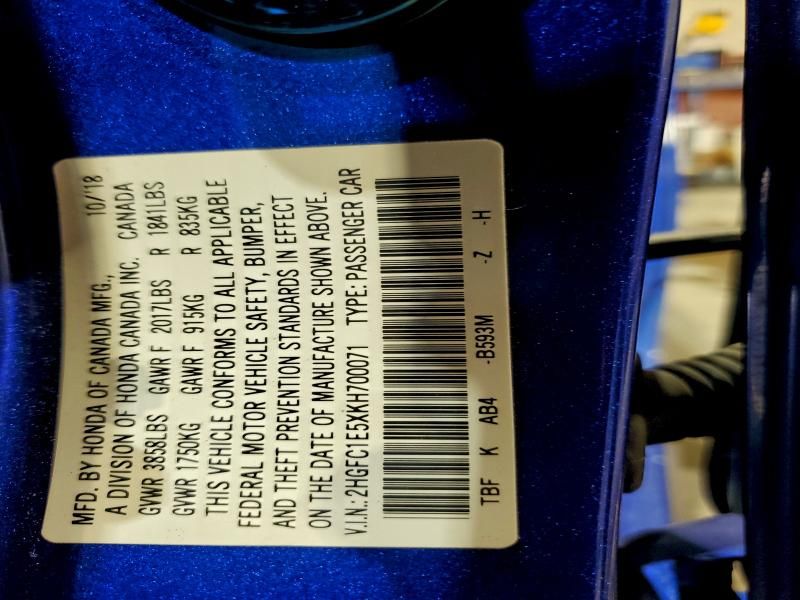 MFD. BY HONDA OF CANADA MFG., 10/'18
A DIVISION OF HONDA CANADA INC. CANADA
GVWR 3858LBS GAWR F 2017LBS R 1841LBS
GVWR 1750KG GAWR F 915KG R 835KG
THIS VEHICLE CONFORMS TO ALL APPLICABLE
FEDERAL MOTOR VEHICLE SAFETY, BUMPER,
AND THEFT PREVENTION STANDARDS IN EFFECT
ON THE DATE OF MANUFACTURE SHOWN ABOVE.
V.I.N.: 2HGFC1E5XKH700071 TYPE: PASSENGER CAR
TBF K AB4 -B593M -Z -H